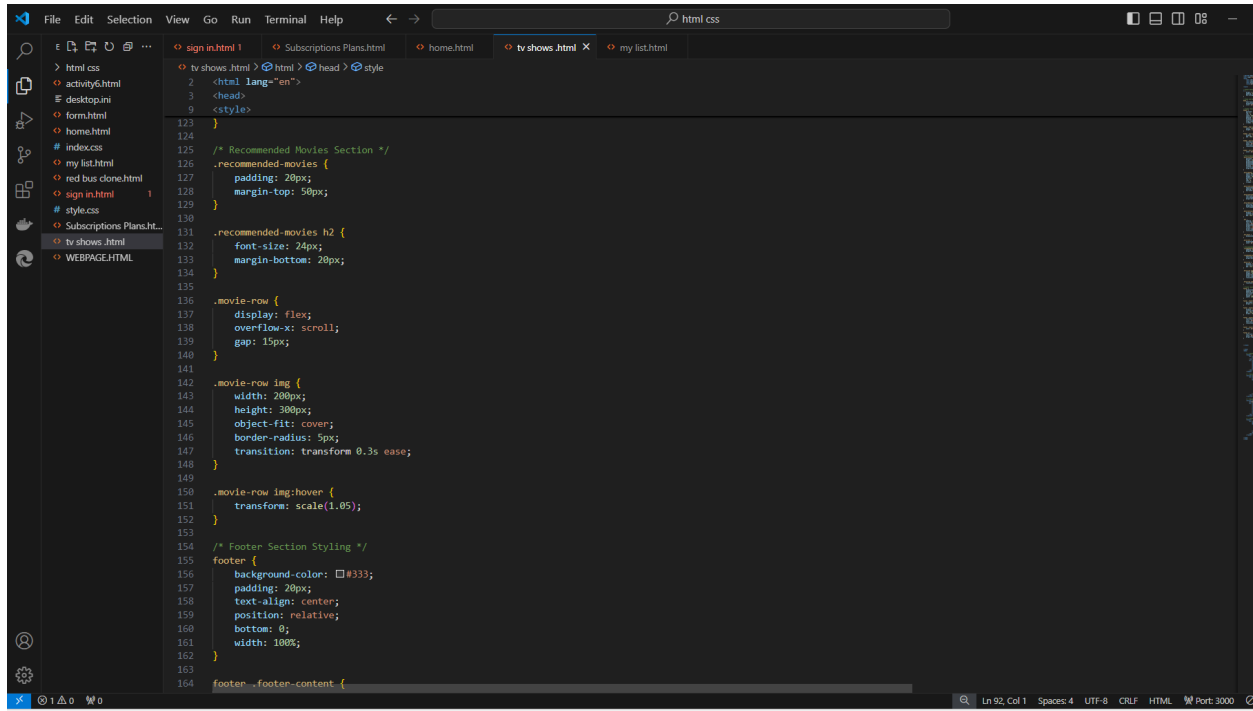 File Edit Selection View Go Run Terminal Help html css
E
sign in.html 1 Subscriptions Plans.html home.html tv shows .html my list.html
html css
activity6.html
desktop.ini
form.html
home.html
index.css
my list.html
red bus clone.html
sign in.html 1
style.css
Subscriptions Plans.ht...
tv shows .html
WEBPAGE.HTML
tv shows .html > html > head > style
2 <html lang="en">
3 <head>
9 <style>
123 }
124
125 /* Recommended Movies Section */
126 .recommended-movies {
127 padding: 20px;
128 margin-top: 50px;
129 }
130
131 .recommended-movies h2 {
132 font-size: 24px;
133 margin-bottom: 20px;
134 }
135
136 .movie-row {
137 display: flex;
138 overflow-x: scroll;
139 gap: 15px;
140 }
141
142 .movie-row img {
143 width: 200px;
144 height: 300px;
145 object-fit: cover;
146 border-radius: 5px;
147 transition: transform 0.3s ease;
148 }
149
150 .movie-row img:hover {
151 transform: scale(1.05);
152 }
153
154 /* Footer Section Styling */
155 footer {
156 background-color: #333;
157 padding: 20px;
158 text-align: center;
159 position: relative;
160 bottom: 0;
161 width: 100%;
162 }
163
164 footer .footer-content {
1 0 0 Ln 92, Col 1 Spaces: 4 UTF-8 CRLF HTML Port: 3000